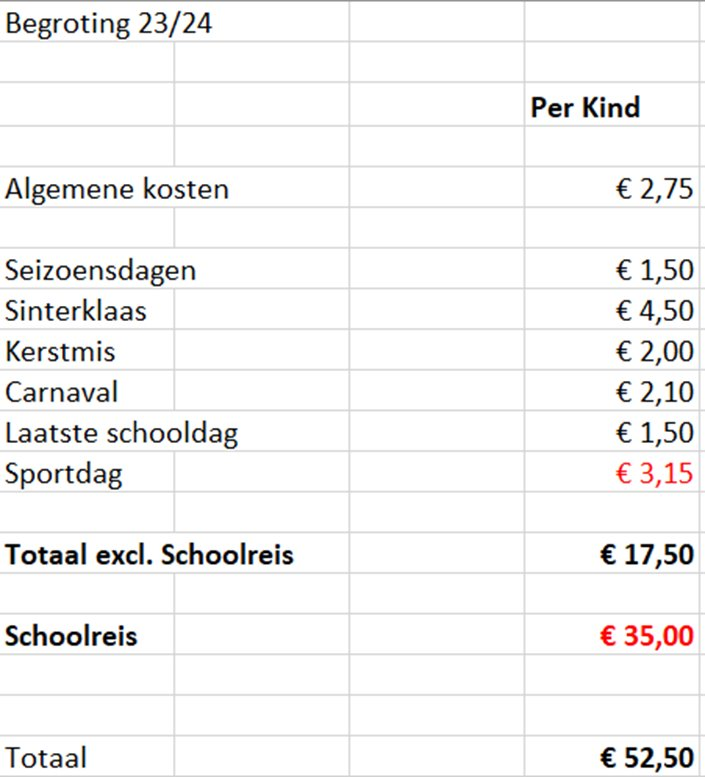 Begroting 23/24
Per Kind
Algemene kosten € 2,75
Seizoensdagen € 1,50
Sinterklaas € 4,50
Kerstmis € 2,00
Carnaval € 2,10
Laatste schooldag € 1,50
Sportdag € 3,15
Totaal excl. Schoolreis € 17,50
Schoolreis € 35,00
Totaal € 52,50